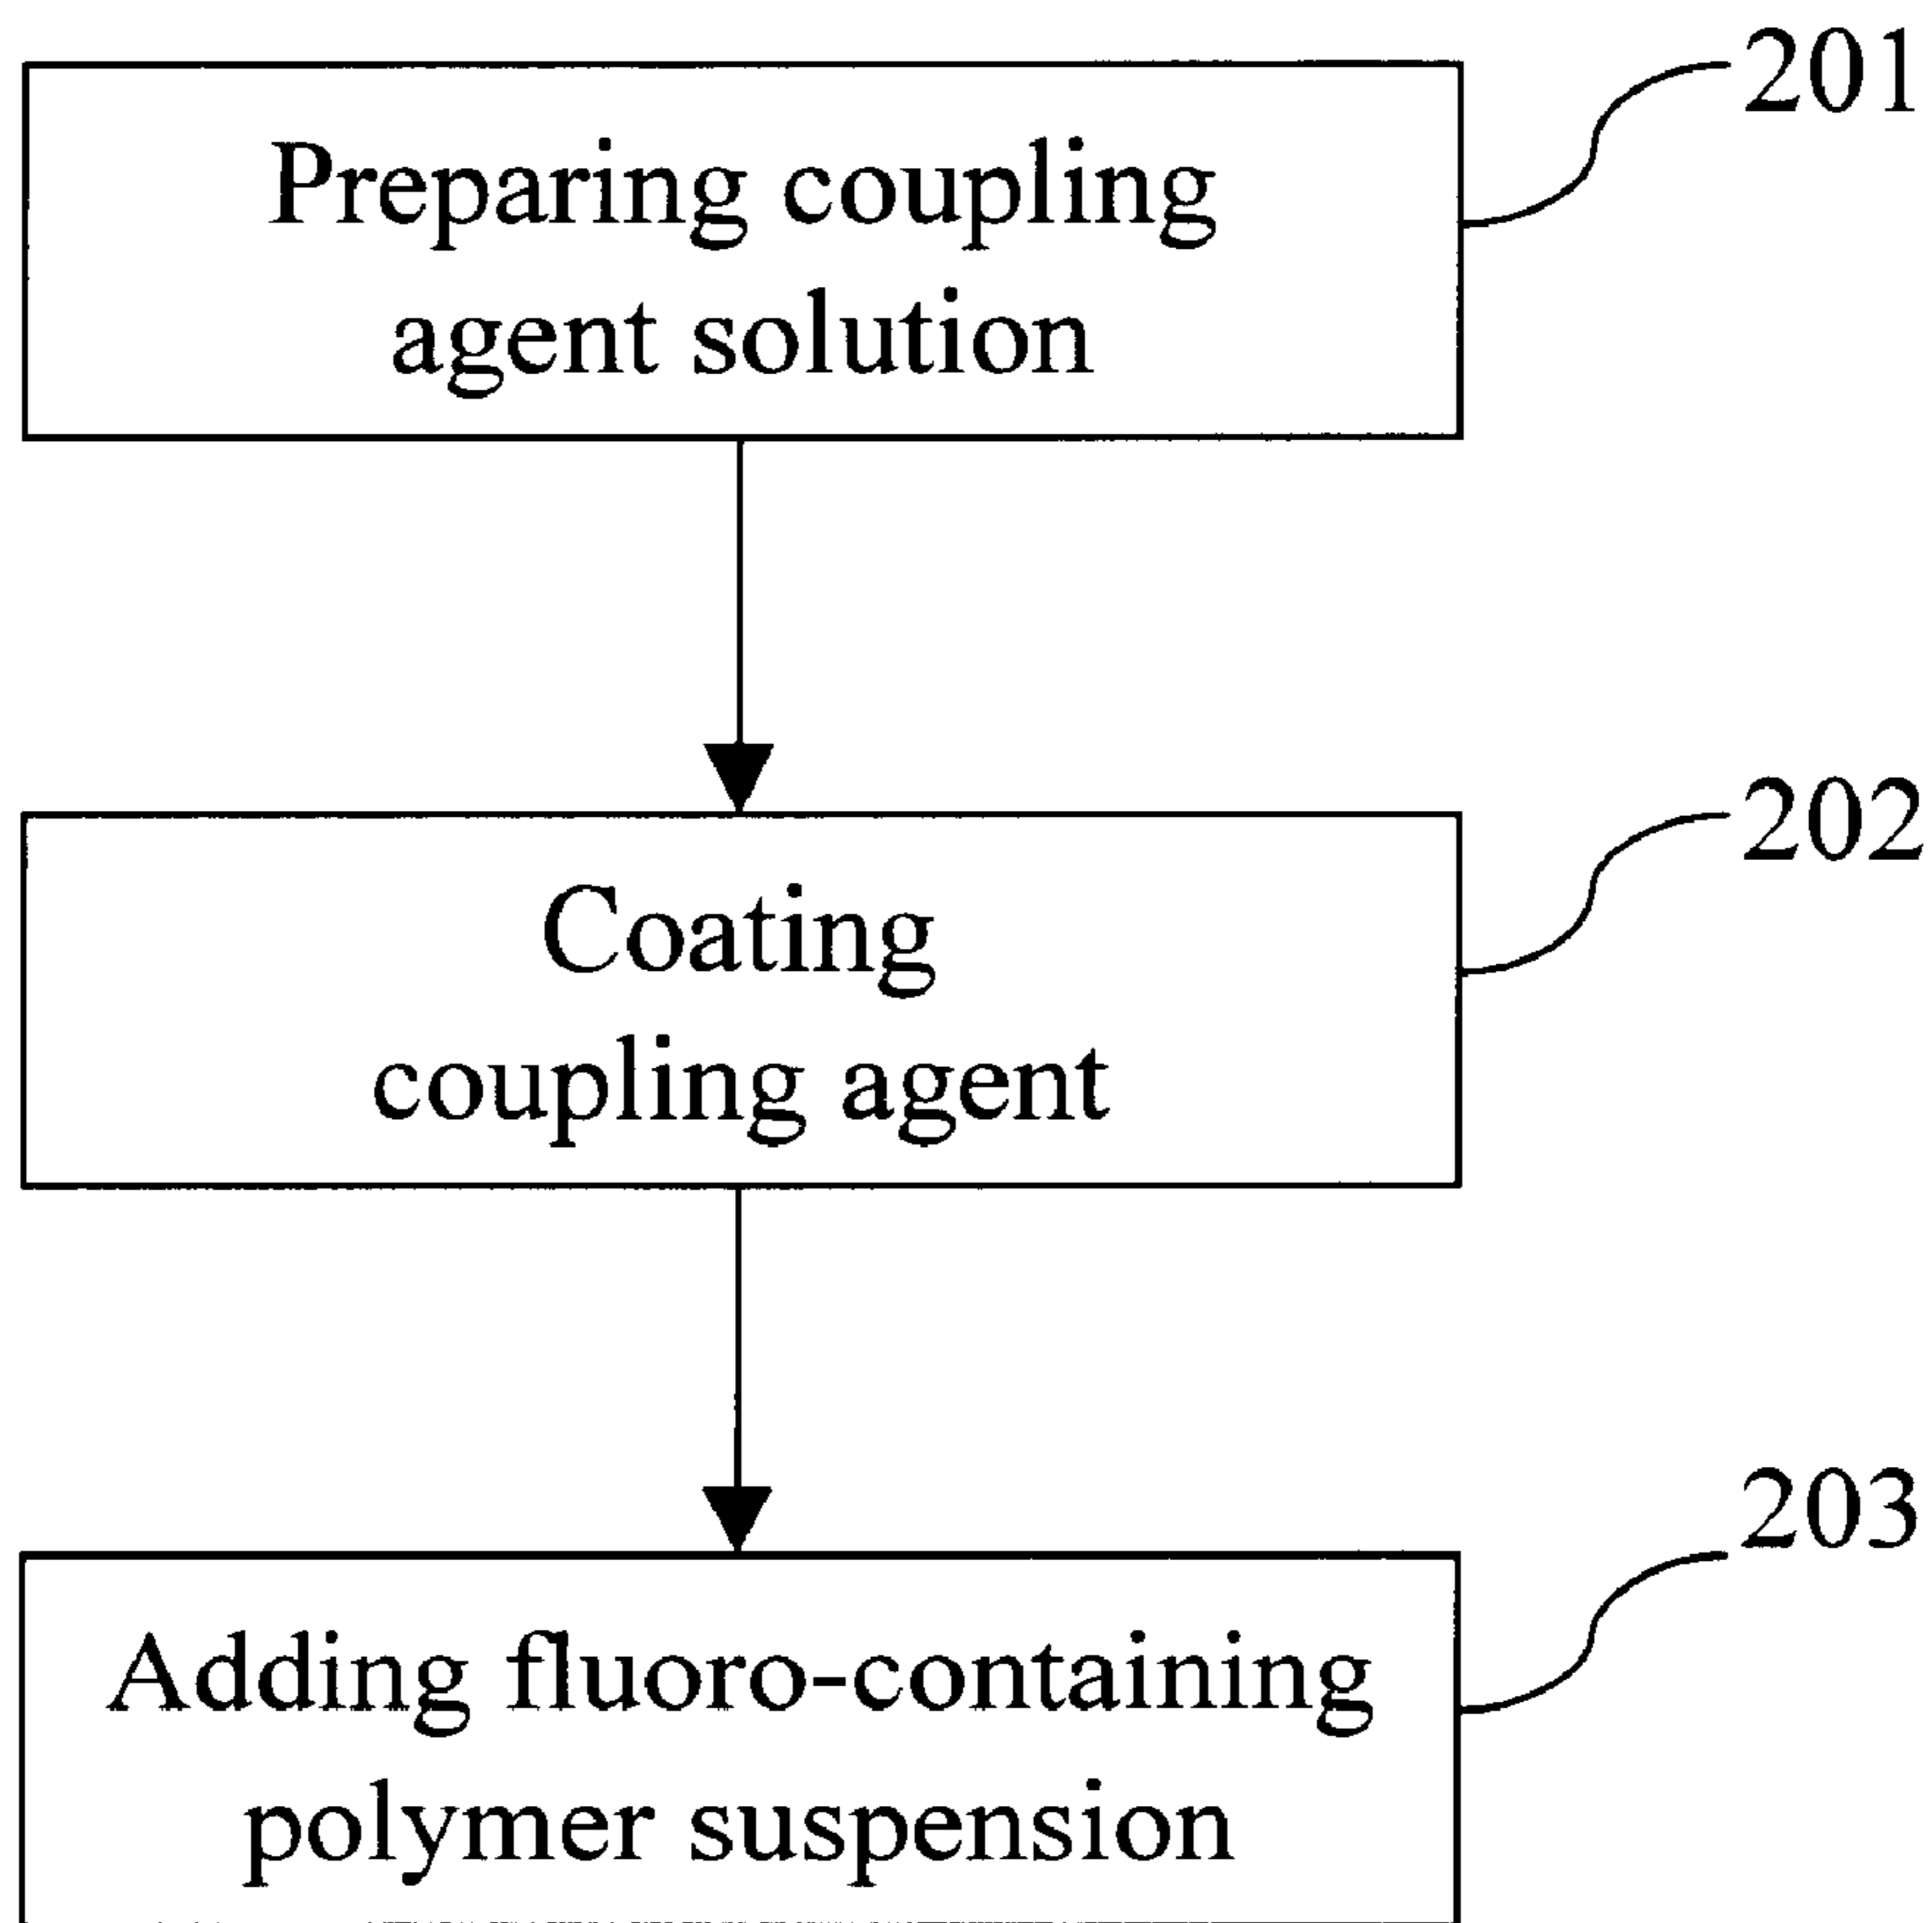 201
Preparing coupling
agent solution
202
Coating
coupling agent
203
Adding fluoro-containing
polymer suspension